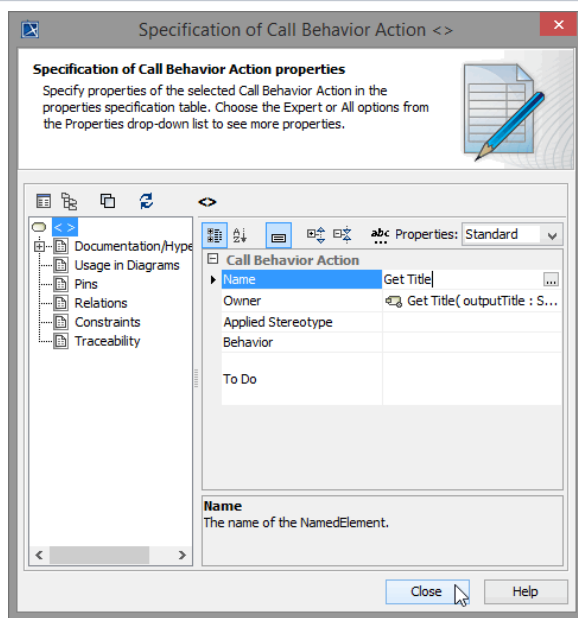 Specification of Call Behavior Action <>
Specification of Call Behavior Action properties
Specify properties of the selected Call Behavior Action in the
properties specification table. Choose the Expert or All options from
the Properties drop-down list to see more properties.
<>
< >
Documentation/Hype
Usage in Diagrams
Pins
Relations
Constraints
Traceability
abc Properties: Standard
Call Behavior Action
Name Get Title ...
Owner Get Title( outputTitle : S...
Applied Stereotype
Behavior
To Do
Name
The name of the NamedElement.
Close Help